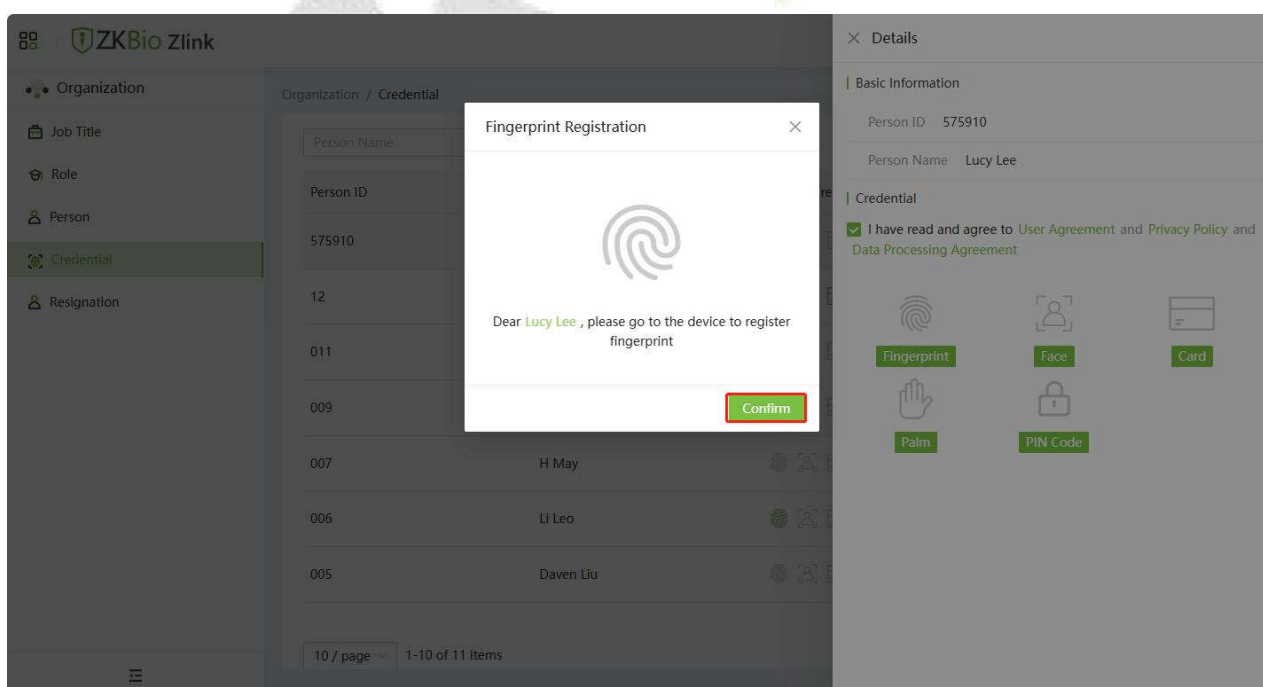 ZKBio Zlink
Organization
Job Title
Role
Person
Credential
Resignation
Organization / Credential
Person Name
Person ID
575910
12
011
009
007 H May
006 Li Leo
005 Daven Liu
10 / page 1-10 of 11 items
Fingerprint Registration
Dear Lucy Lee , please go to the device to register
fingerprint
Confirm
Details
Basic Information
Person ID 575910
Person Name Lucy Lee
Credential
I have read and agree to User Agreement and Privacy Policy and
Data Processing Agreement
Fingerprint Face Card
Palm PIN Code